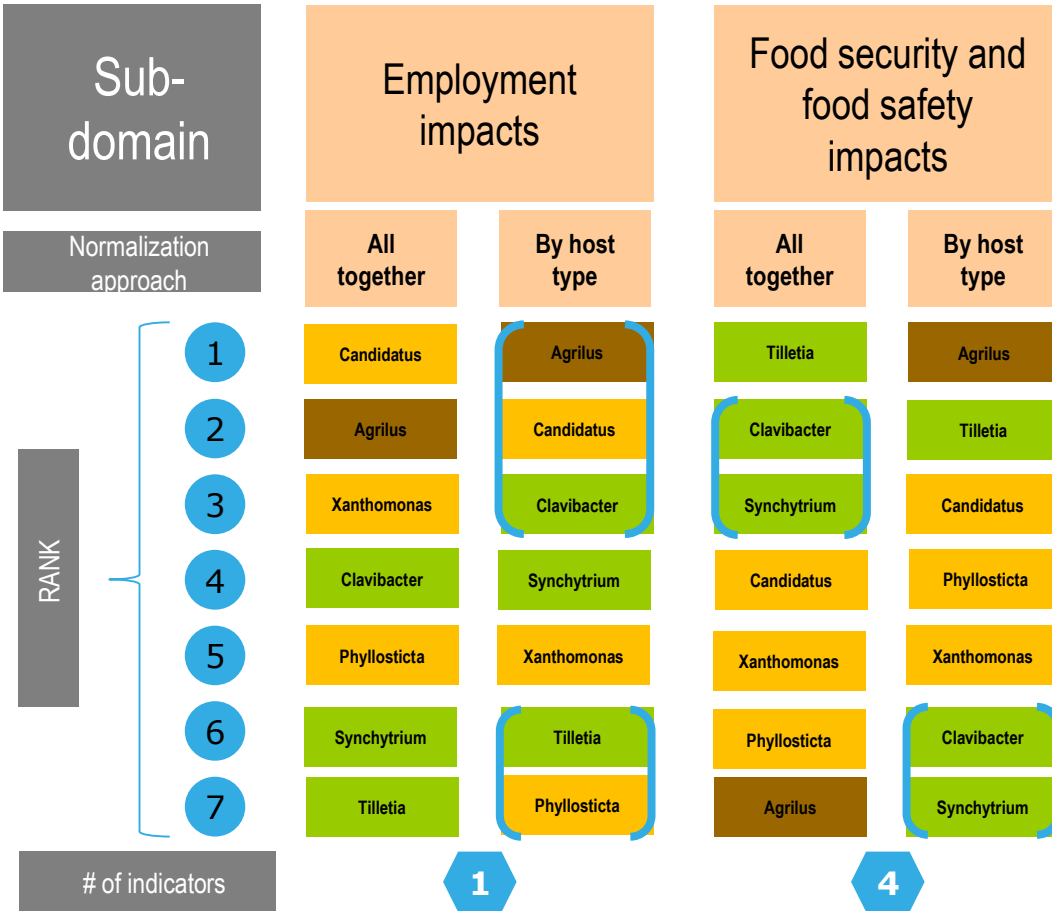 Sub-
domain
Employment
impacts
Food security and
food safety
impacts
Normalization
approach
All
together
By host
type
All
together
By host
type
RANK
1
Candidatus
Agrilus
Tilletia
Agrilus
2
Agrilus
Candidatus
Clavibacter
Tilletia
3
Xanthomonas
Clavibacter
Synchytrium
Candidatus
4
Clavibacter
Synchytrium
Candidatus
Phyllosticta
5
Phyllosticta
Xanthomonas
Xanthomonas
Xanthomonas
6
Synchytrium
Tilletia
Phyllosticta
Clavibacter
7
Tilletia
Phyllosticta
Agrilus
Synchytrium
# of indicators
1
4